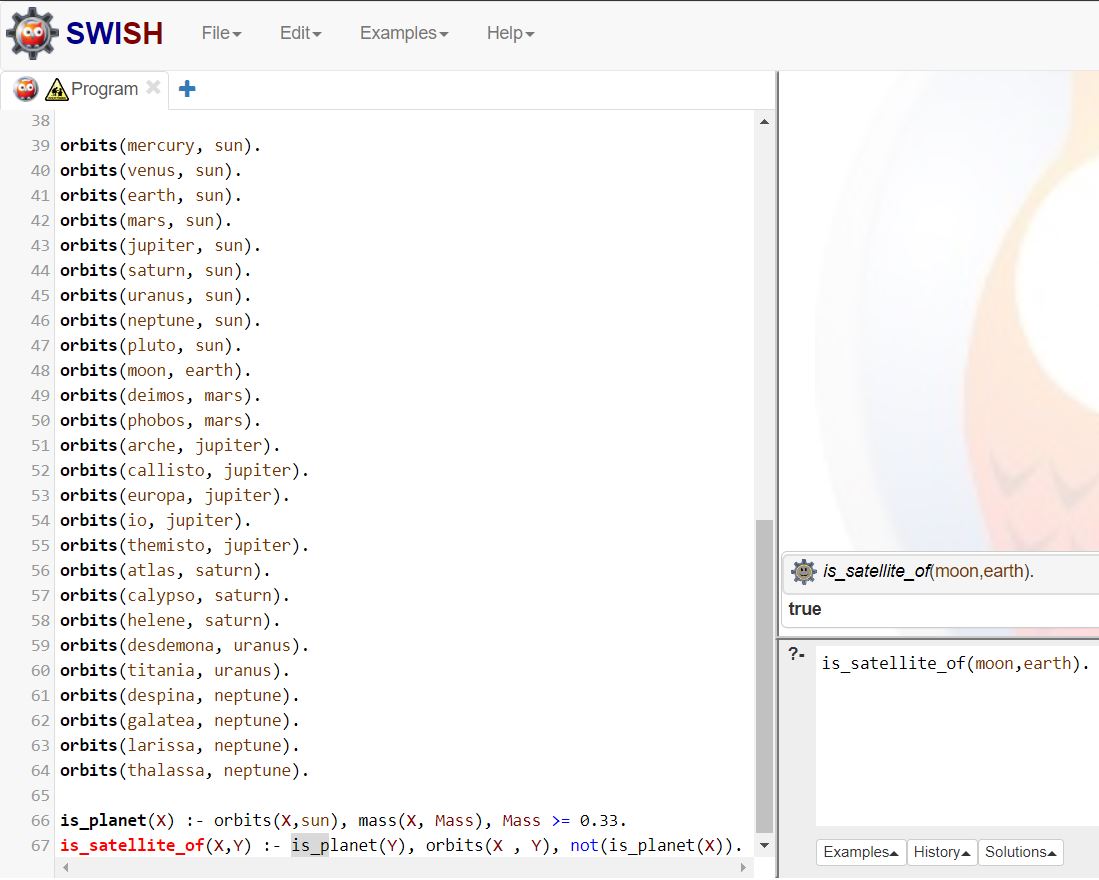 SWISH File Edit Examples Help
Program
38
39 orbits(mercury, sun).
40 orbits(venus, sun).
41 orbits(earth, sun).
42 orbits(mars, sun).
43 orbits(jupiter, sun).
44 orbits(saturn, sun).
45 orbits(uranus, sun).
46 orbits(neptune, sun).
47 orbits(pluto, sun).
48 orbits(moon, earth).
49 orbits(deimos, mars).
50 orbits(phobos, mars).
51 orbits(arche, jupiter).
52 orbits(callisto, jupiter).
53 orbits(europa, jupiter).
54 orbits(io, jupiter).
55 orbits(themisto, jupiter).
56 orbits(atlas, saturn).
57 orbits(calypso, saturn).
58 orbits(helene, saturn).
59 orbits(desdemona, uranus).
60 orbits(titania, uranus).
61 orbits(despina, neptune).
62 orbits(galatea, neptune).
63 orbits(larissa, neptune).
64 orbits(thalassa, neptune).
65
66 is_planet(X) :- orbits(X,sun), mass(X, Mass), Mass >= 0.33.
67 is_satellite_of(X,Y) :- is_planet(Y), orbits(X , Y), not(is_planet(X)).
is_satellite_of(moon,earth).
true
?- is_satellite_of(moon,earth).
Examples History Solutions